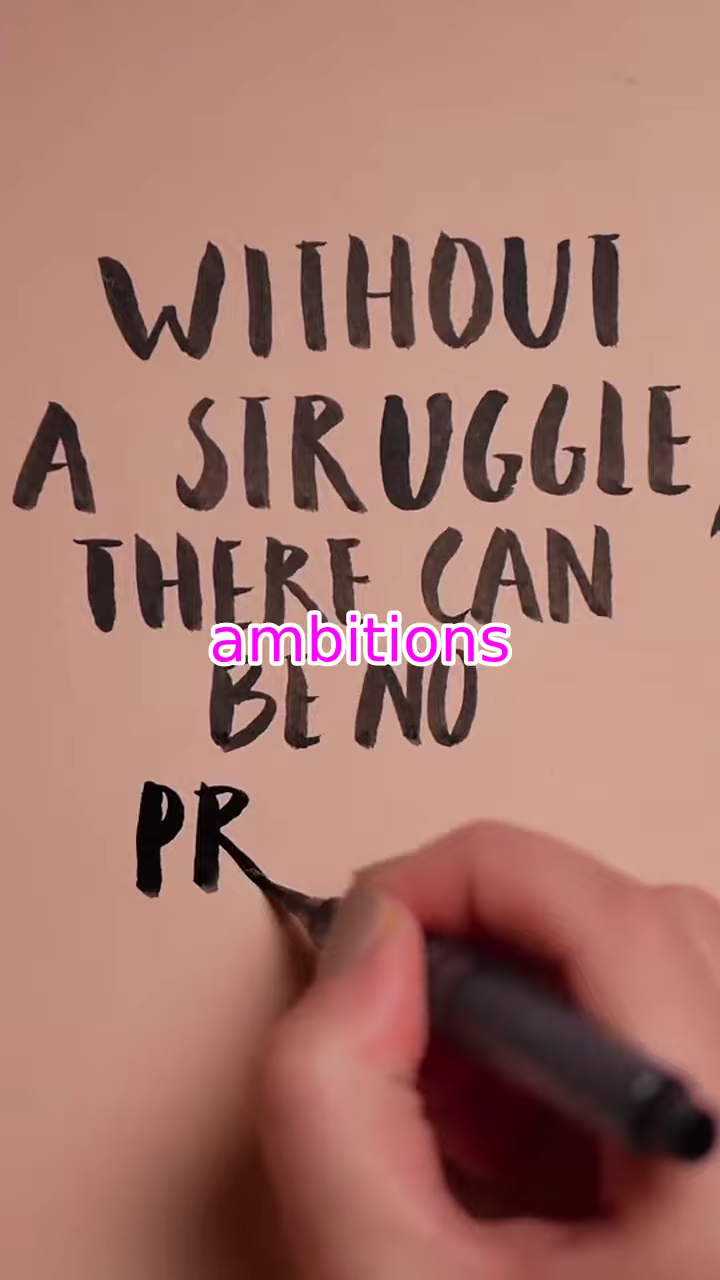 WITHOUT
A STRUGGLE,
THERE CAN
ambitions
BE NO
PR